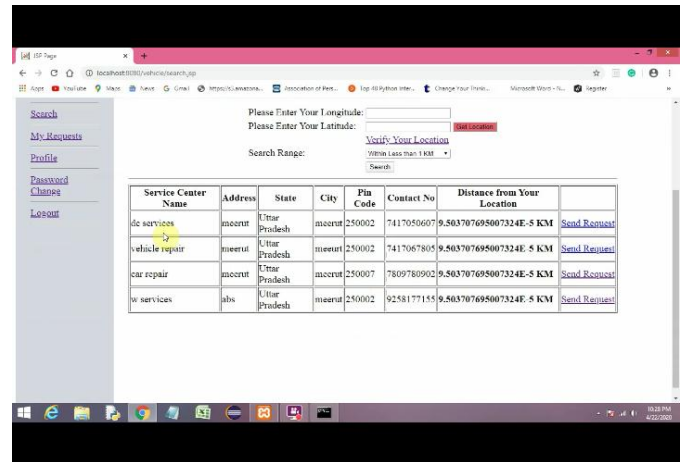 JSP Page
localhost:8080/vehicle/search.jsp
Apps YouTube Maps News Gmail Association of Pers... Top 40 Python Inter... Change Your Think... Microsoft Word - N... Register
Search
My Requests
Profile
Password
Change
Logout
Please Enter Your Longitude:
Please Enter Your Latitude: Get Location
Verify Your Location
Search Range: Within Less than 1 KM
Search
Service Center Name Address State City Pin Code Contact No Distance from Your Location
de services meerut Uttar Pradesh meerut 250002 7417050607 9.503707695007324E-5 KM Send Request
vehicle repair meerut Uttar Pradesh meerut 250002 7417067805 9.503707695007324E-5 KM Send Request
car repair meerut Uttar Pradesh meerut 250007 7809780902 9.503707695007324E-5 KM Send Request
w services abs Uttar Pradesh meerut 250002 9258177155 9.503707695007324E-5 KM Send Request
10:28 PM
4/22/2020